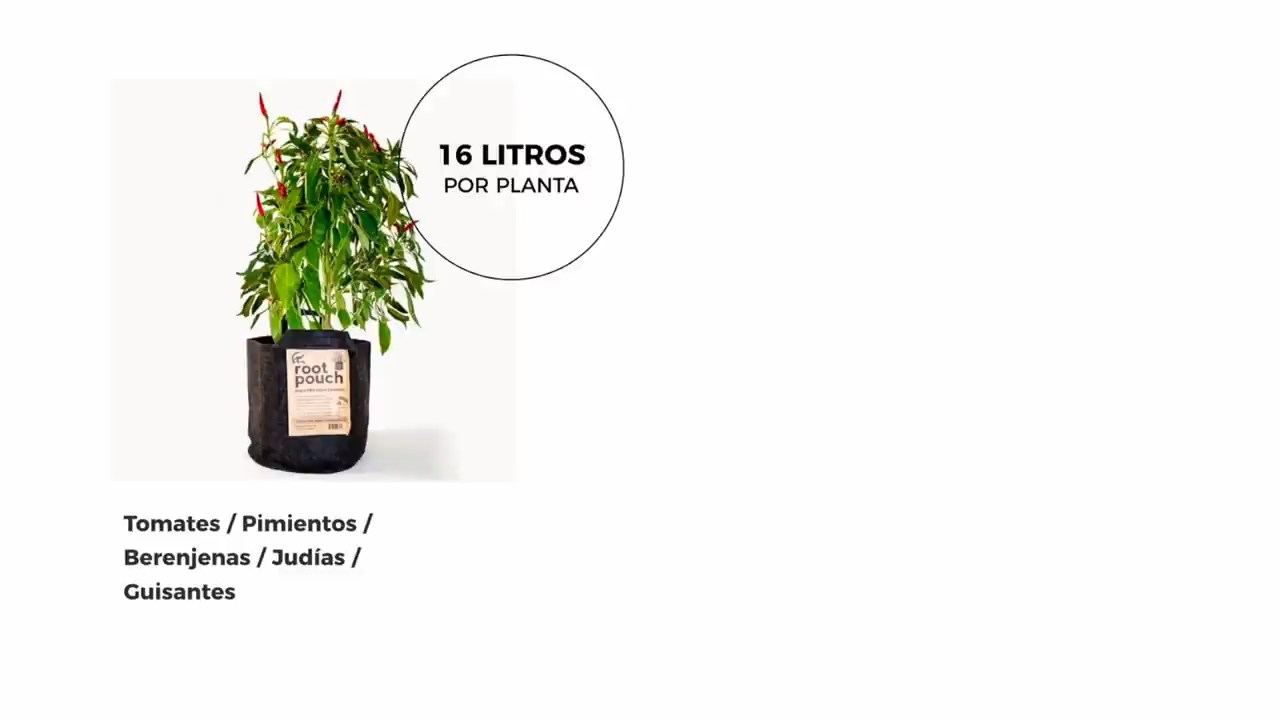 16 LITROS
POR PLANTA
root
pouch
Tomates / Pimientos /
Berenjenas / Judías /
Guisantes